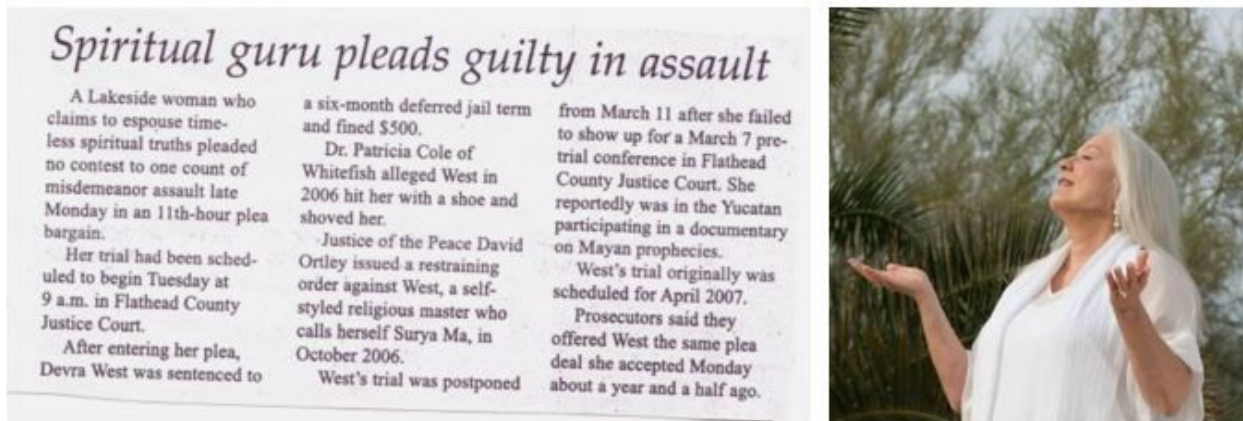 Spiritual guru pleads guilty in assault
A Lakeside woman who
claims to espouse time-
less spiritual truths pleaded
no contest to one count of
misdemeanor assault late
Monday in an 11th-hour plea
bargain.
Her trial had been sched-
uled to begin Tuesday at
9 a.m. in Flathead County
Justice Court.
After entering her plea,
Devra West was sentenced to
a six-month deferred jail term
and fined $500.
Dr. Patricia Cole of
Whitefish alleged West in
2006 hit her with a shoe and
shoved her.
Justice of the Peace David
Ortley issued a restraining
order against West, a self-
styled religious master who
calls herself Surya Ma, in
October 2006.
West's trial was postponed
from March 11 after she failed
to show up for a March 7 pre-
trial conference in Flathead
County Justice Court. She
reportedly was in the Yucatan
participating in a documentary
on Mayan prophecies.
West's trial originally was
scheduled for April 2007.
Prosecutors said they
offered West the same plea
deal she accepted Monday
about a year and a half ago.